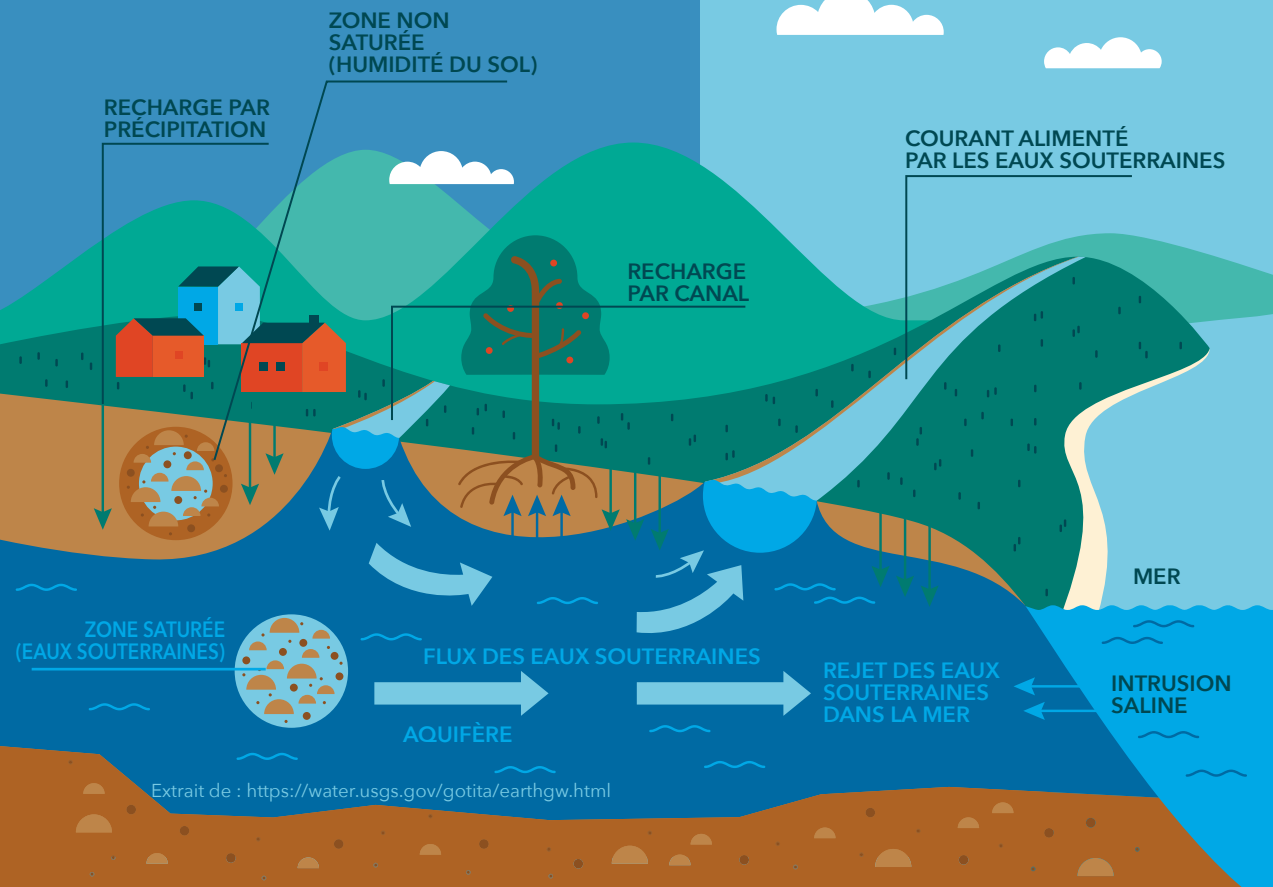 ZONE NON
SATURÉE
(HUMIDITÉ DU SOL)
RECHARGE PAR
PRÉCIPITATION
COURANT ALIMENTÉ
PAR LES EAUX SOUTERRAINES
RECHARGE
PAR CANAL
MER
ZONE SATURÉE
(EAUX SOUTERRAINES)
FLUX DES EAUX SOUTERRAINES
AQUIFÈRE
REJET DES EAUX
SOUTERRAINES
DANS LA MER
INTRUSION
SALINE
Extrait de : https://water.usgs.gov/gotita/earthgw.html